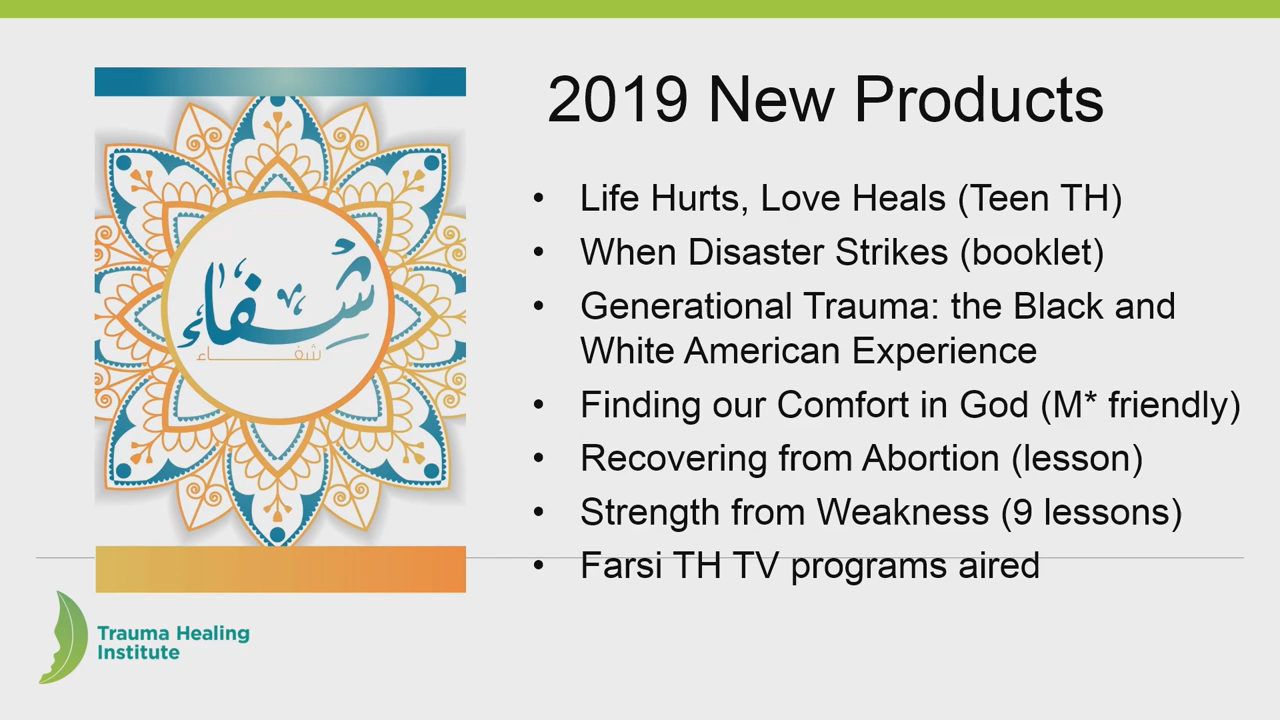 2019 New Products
شِفَاء
شفـــاء
• Life Hurts, Love Heals (Teen TH)
• When Disaster Strikes (booklet)
• Generational Trauma: the Black and
White American Experience
• Finding our Comfort in God (M* friendly)
• Recovering from Abortion (lesson)
• Strength from Weakness (9 lessons)
• Farsi TH TV programs aired
Trauma Healing
Institute